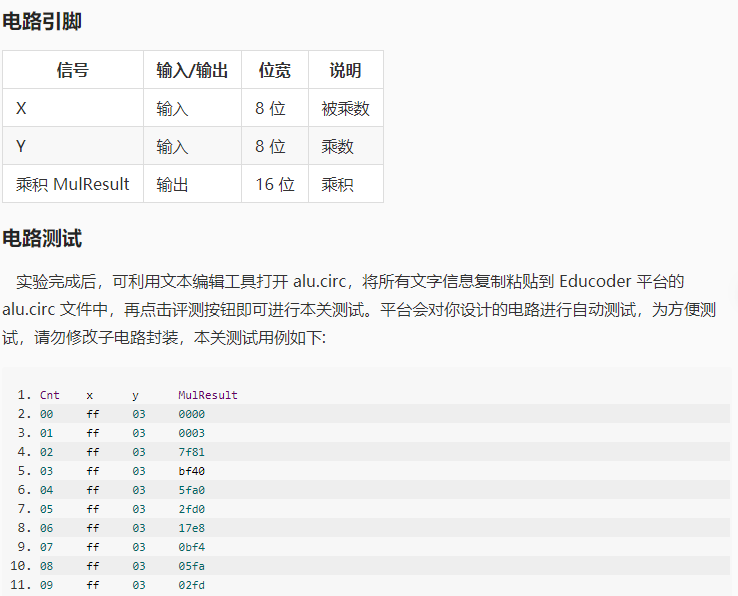 电路引脚
信号 输入/输出 位宽 说明
X 输入 8 位 被乘数
Y 输入 8 位 乘数
乘积 MulResult 输出 16 位 乘积
电路测试
实验完成后，可利用文本编辑工具打开 alu.circ，将所有文字信息复制粘贴到 Educoder 平台的
alu.circ 文件中，再点击评测按钮即可进行本关测试。平台会对你设计的电路进行自动测试，为方便测
试，请勿修改子电路封装，本关测试用例如下:
1. Cnt x y MulResult
2. 00 ff 03 0000
3. 01 ff 03 0003
4. 02 ff 03 7f81
5. 03 ff 03 bf40
6. 04 ff 03 5fa0
7. 05 ff 03 2fd0
8. 06 ff 03 17e8
9. 07 ff 03 0bf4
10. 08 ff 03 05fa
11. 09 ff 03 02fd